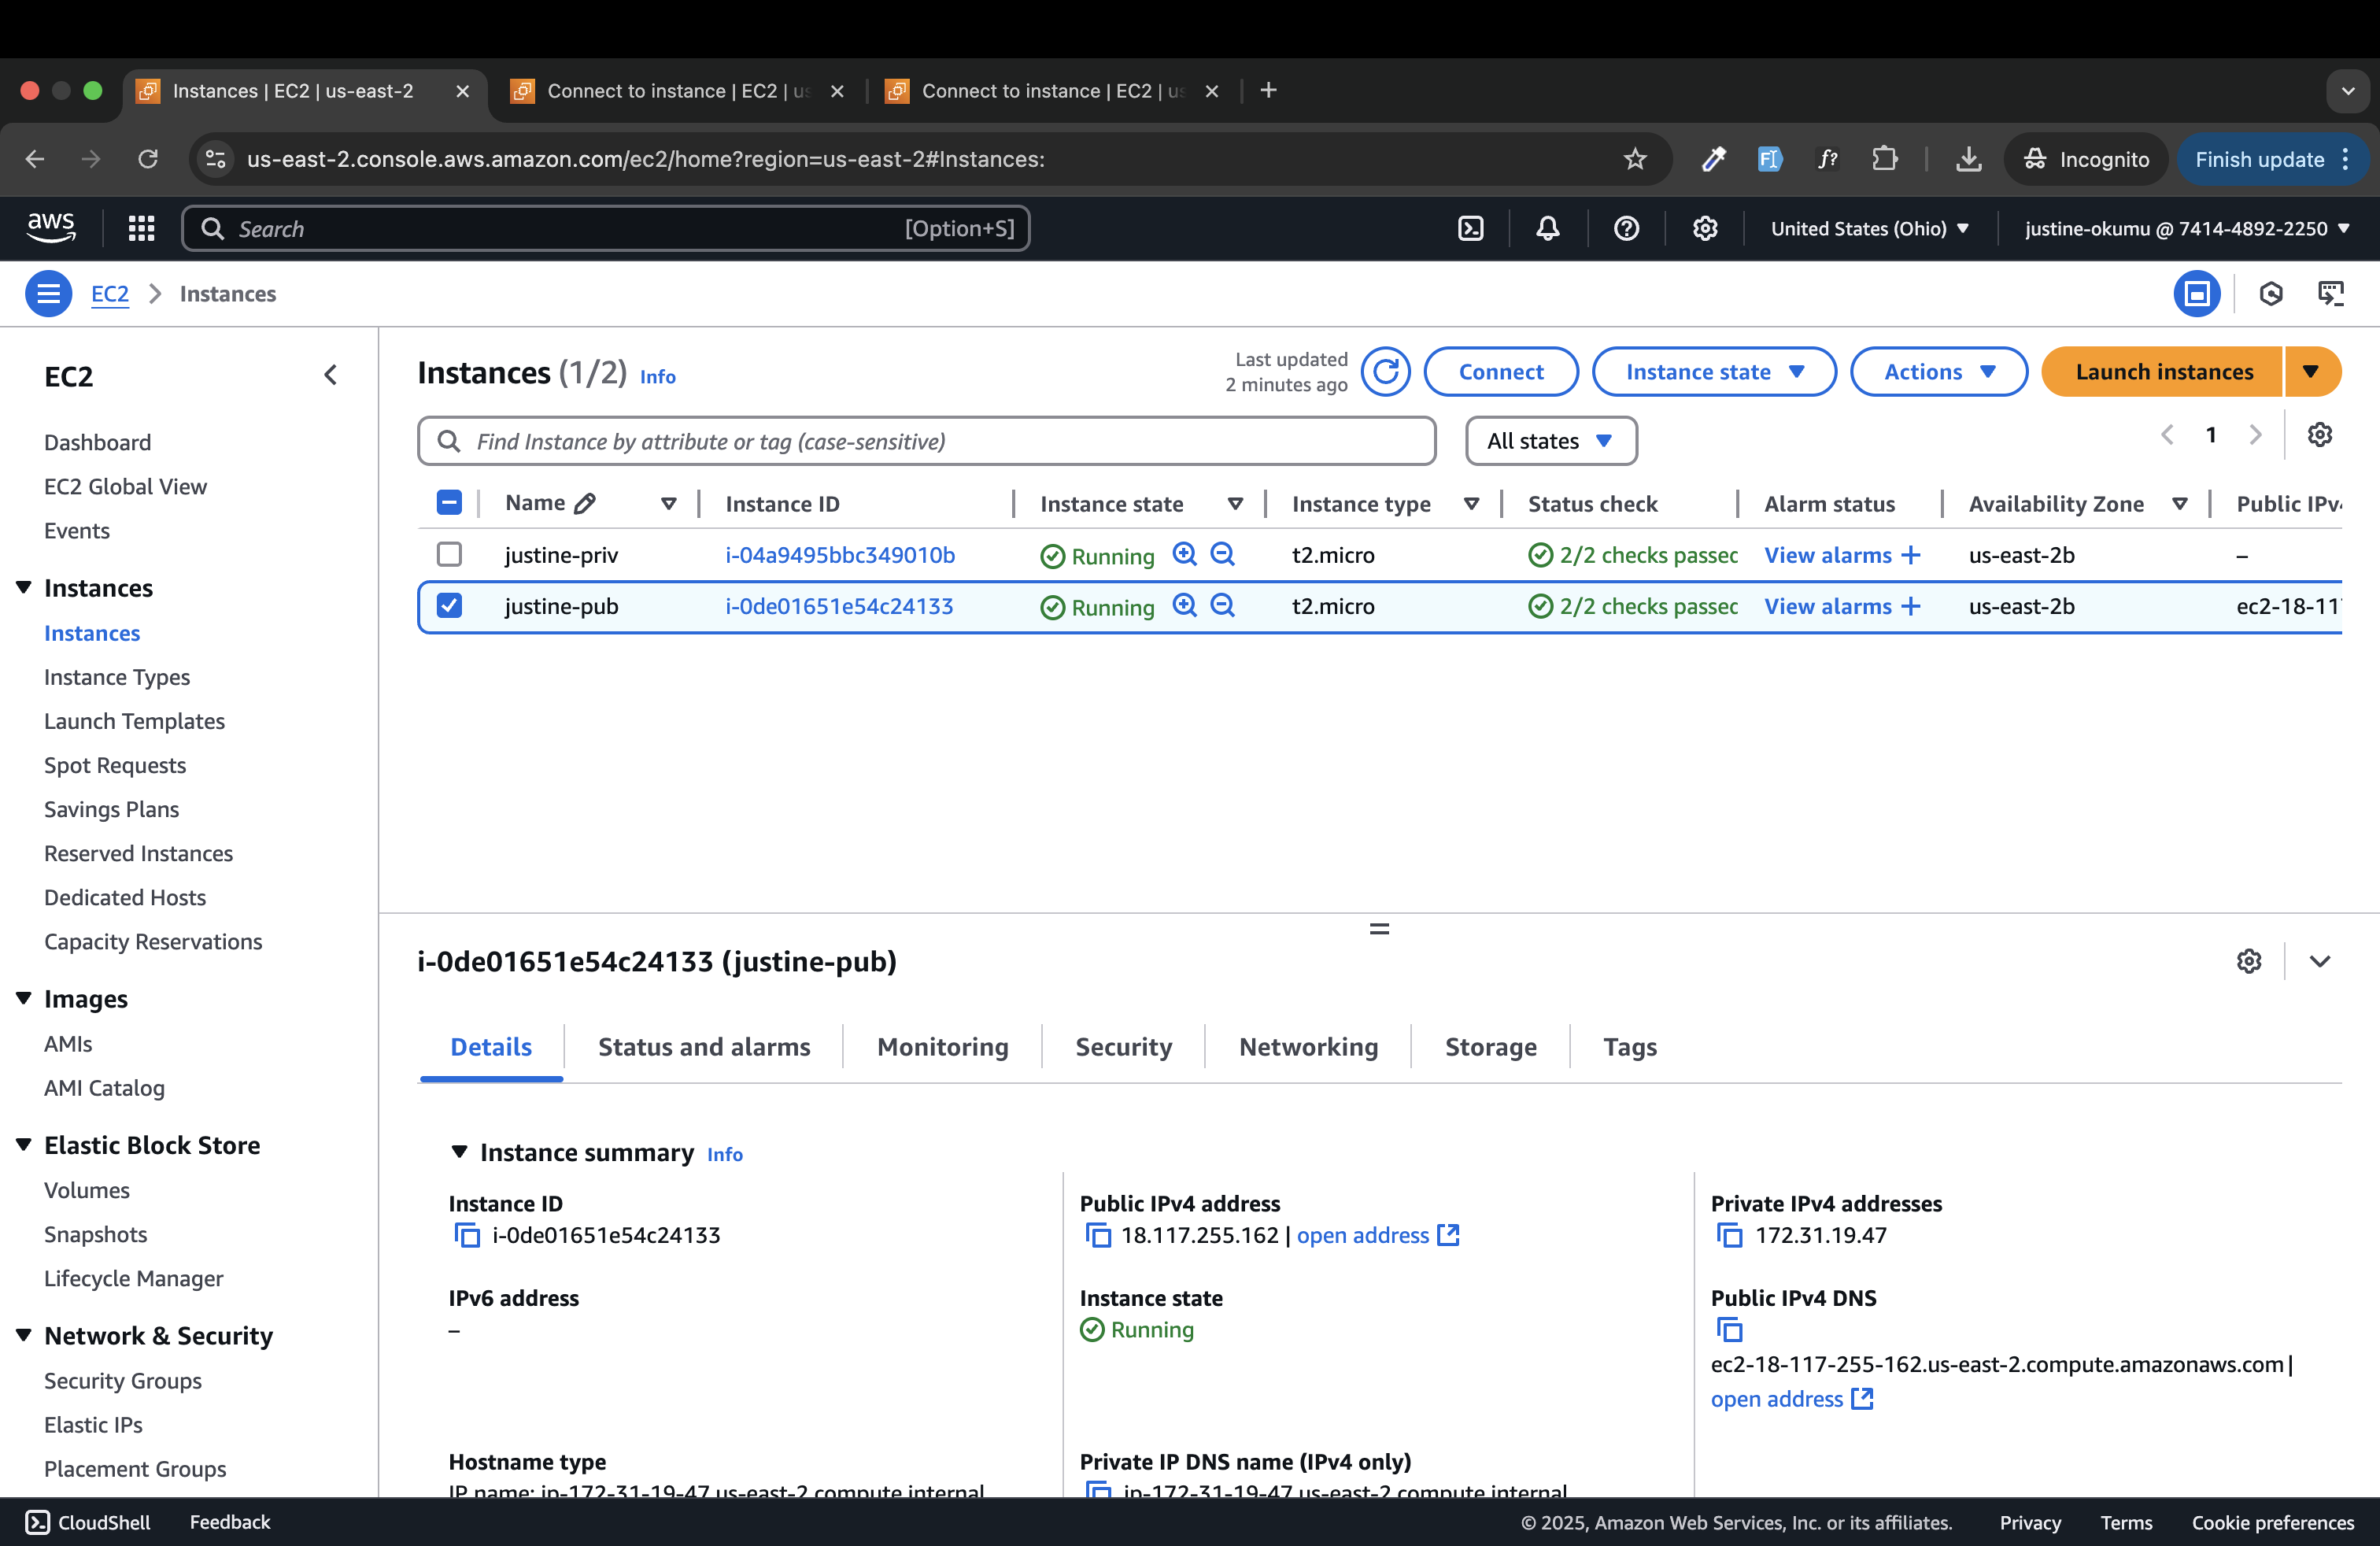 Instances | EC2 | us-east-2
Connect to instance | EC2 | us
Connect to instance | EC2 | us
us-east-2.console.aws.amazon.com/ec2/home?region=us-east-2#Instances:
Incognito
Finish update
aws
Search
[Option+S]
United States (Ohio)
justine-okumu @ 7414-4892-2250
EC2
Instances
EC2
Dashboard
EC2 Global View
Events
Instances
Instances
Instance Types
Launch Templates
Spot Requests
Savings Plans
Reserved Instances
Dedicated Hosts
Capacity Reservations
Images
AMIs
AMI Catalog
Elastic Block Store
Volumes
Snapshots
Lifecycle Manager
Network & Security
Security Groups
Elastic IPs
Placement Groups
Instances (1/2) Info
Last updated
2 minutes ago
Connect
Instance state
Actions
Launch instances
Find Instance by attribute or tag (case-sensitive)
All states
1
Name Instance ID Instance state Instance type Status check Alarm status Availability Zone Public IPv4
justine-priv i-04a9495bbc349010b Running t2.micro 2/2 checks passec View alarms + us-east-2b –
justine-pub i-0de01651e54c24133 Running t2.micro 2/2 checks passec View alarms + us-east-2b ec2-18-11
i-0de01651e54c24133 (justine-pub)
Details
Status and alarms
Monitoring
Security
Networking
Storage
Tags
Instance summary Info
Instance ID
i-0de01651e54c24133
Public IPv4 address
18.117.255.162 | open address
Private IPv4 addresses
172.31.19.47
IPv6 address
–
Instance state
Running
Public IPv4 DNS
ec2-18-117-255-162.us-east-2.compute.amazonaws.com |
open address
Hostname type
IP name: ip-172-31-19-47.us-east-2.compute.internal
Private IP DNS name (IPv4 only)
ip-172-31-19-47.us-east-2.compute.internal
CloudShell
Feedback
© 2025, Amazon Web Services, Inc. or its affiliates.
Privacy
Terms
Cookie preferences